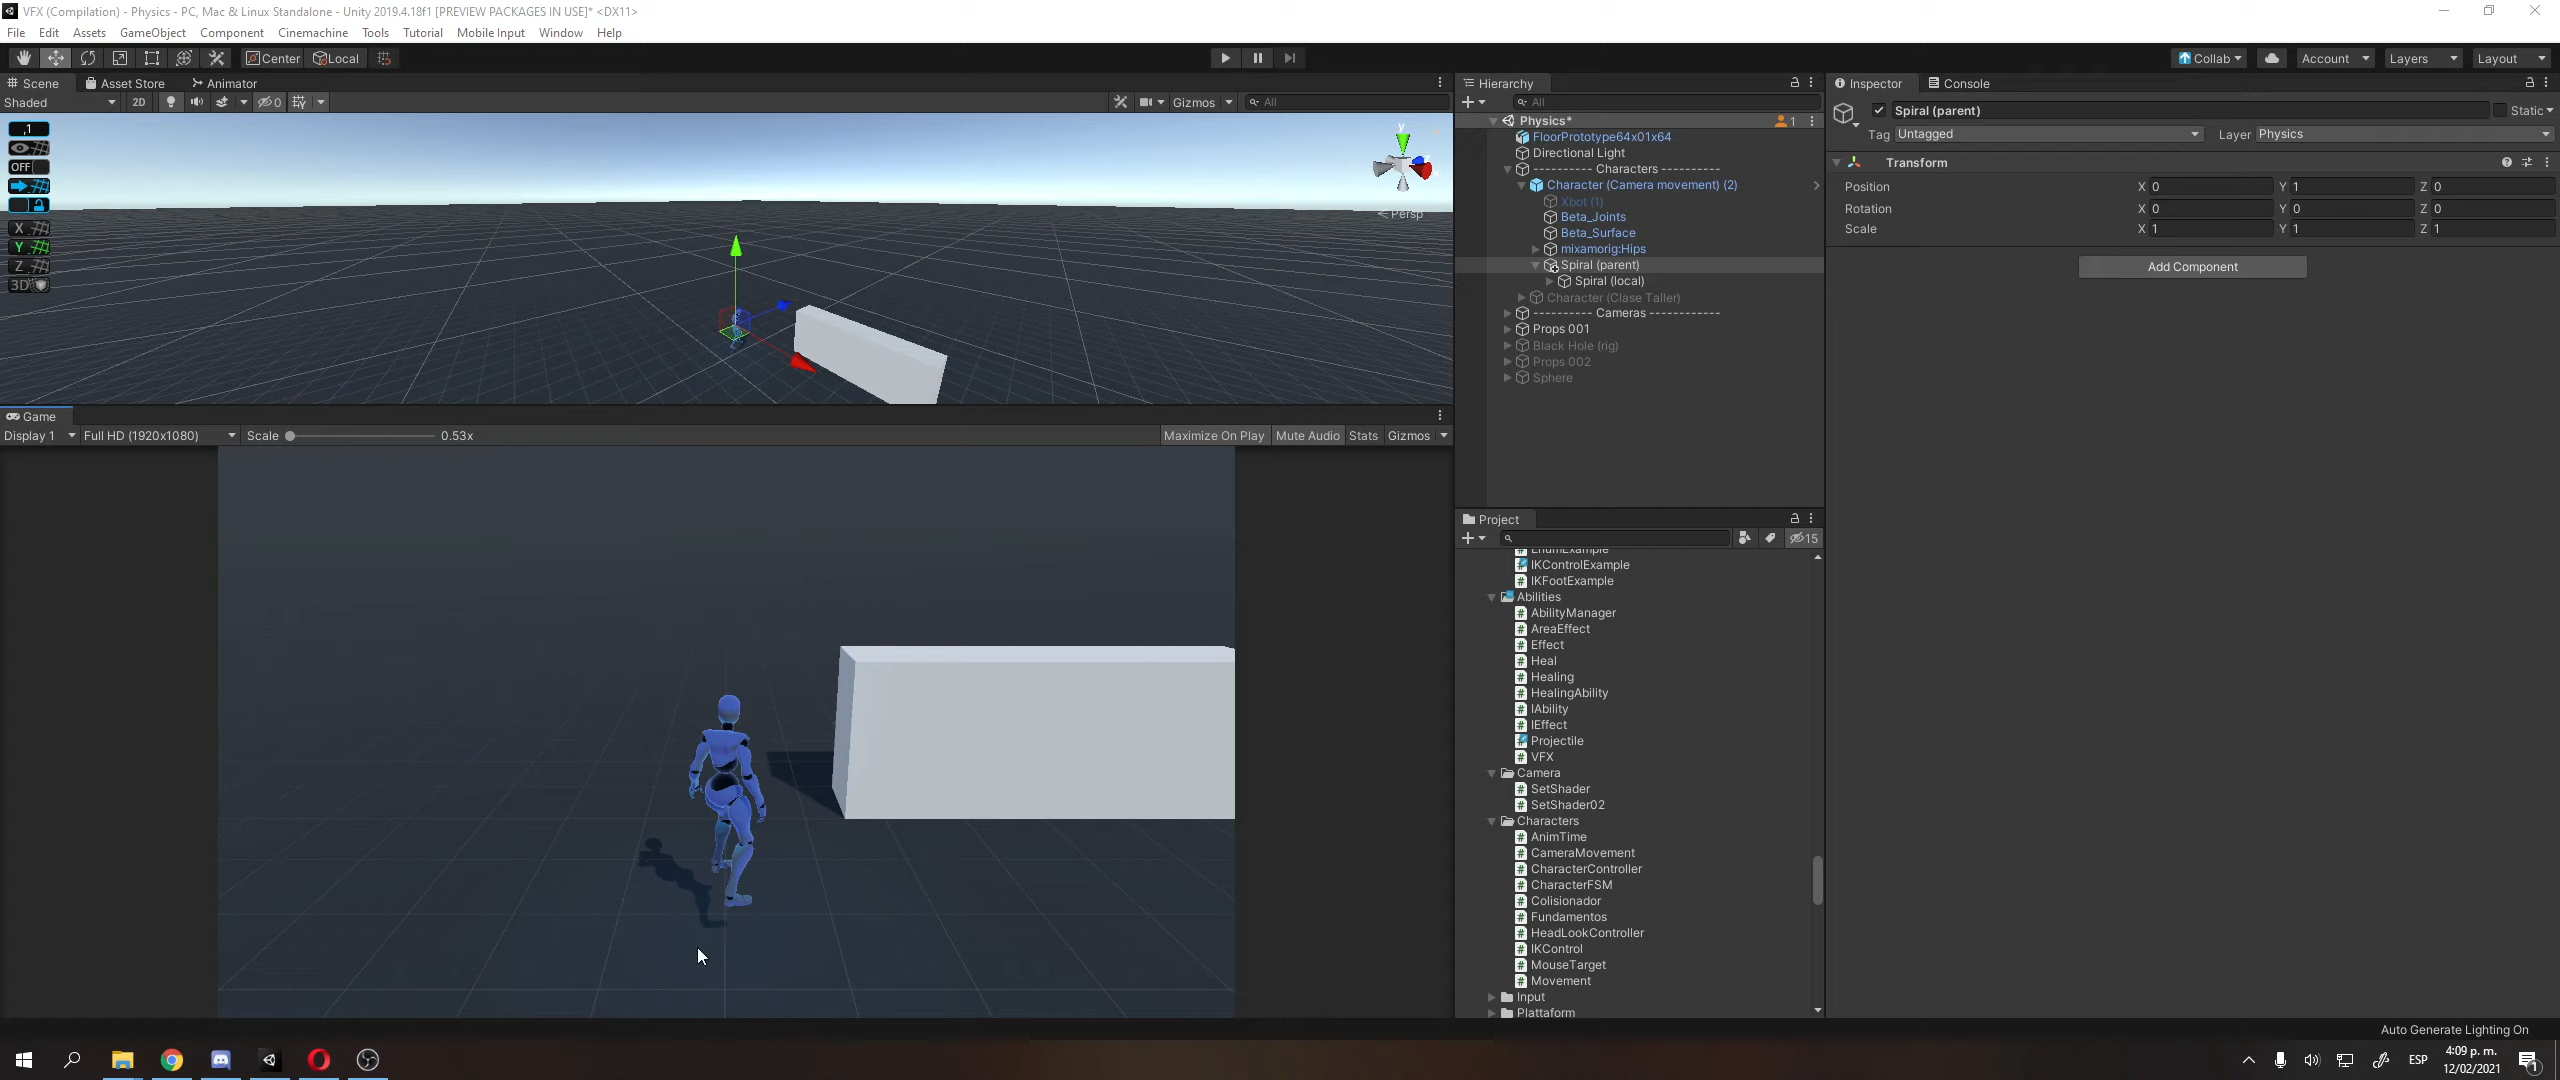 VFX (Compilation) - Physics - PC, Mac & Linux Standalone - Unity 2019.4.18f1 [PREVIEW PACKAGES IN USE]* <DX11>
File Edit Assets GameObject Component Cinemachine Tools Tutorial Mobile Input Window Help
Center Local Collab Account Layers Layout
Scene Asset Store Animator
Shaded 2D 0 Gizmos All
,1
OFF
X
Y
Z
3D
y
Persp
Game
Display 1 Full HD (1920x1080) Scale 0.53x Maximize On Play Mute Audio Stats Gizmos
Hierarchy
All
Physics* 1
FloorPrototype64x01x64
Directional Light
---------- Characters ----------
Character (Camera movement) (2)
Xbot (1)
Beta_Joints
Beta_Surface
mixamorig:Hips
Spiral (parent)
Spiral (local)
Character (Clase Taller)
---------- Cameras ------------
Props 001
Black Hole (rig)
Props 002
Sphere
Project
15
EnumExample
IKControlExample
IKFootExample
Abilities
AbilityManager
AreaEffect
Effect
Heal
Healing
HealingAbility
IAbility
IEffect
Projectile
VFX
Camera
SetShader
SetShader02
Characters
AnimTime
CameraMovement
CharacterController
CharacterFSM
Colisionador
Fundamentos
HeadLookController
IKControl
MouseTarget
Movement
Input
Plattaform
Inspector Console
Spiral (parent) Static
Tag Untagged Layer Physics
Transform
Position X 0 Y 1 Z 0
Rotation X 0 Y 0 Z 0
Scale X 1 Y 1 Z 1
Add Component
Auto Generate Lighting On
ESP 4:09 p. m.
12/02/2021 1